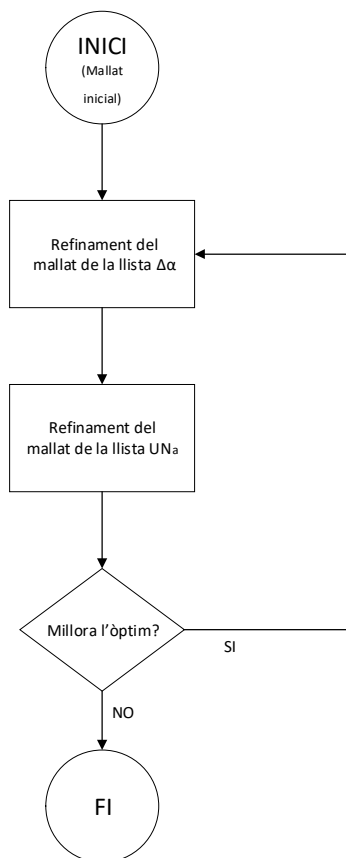 INICI
(Mallat
inicial)
Refinament del
mallat de la llista Δα
Refinament del
mallat de la llista UNa
Millora l'òptim?
SI
NO
FI